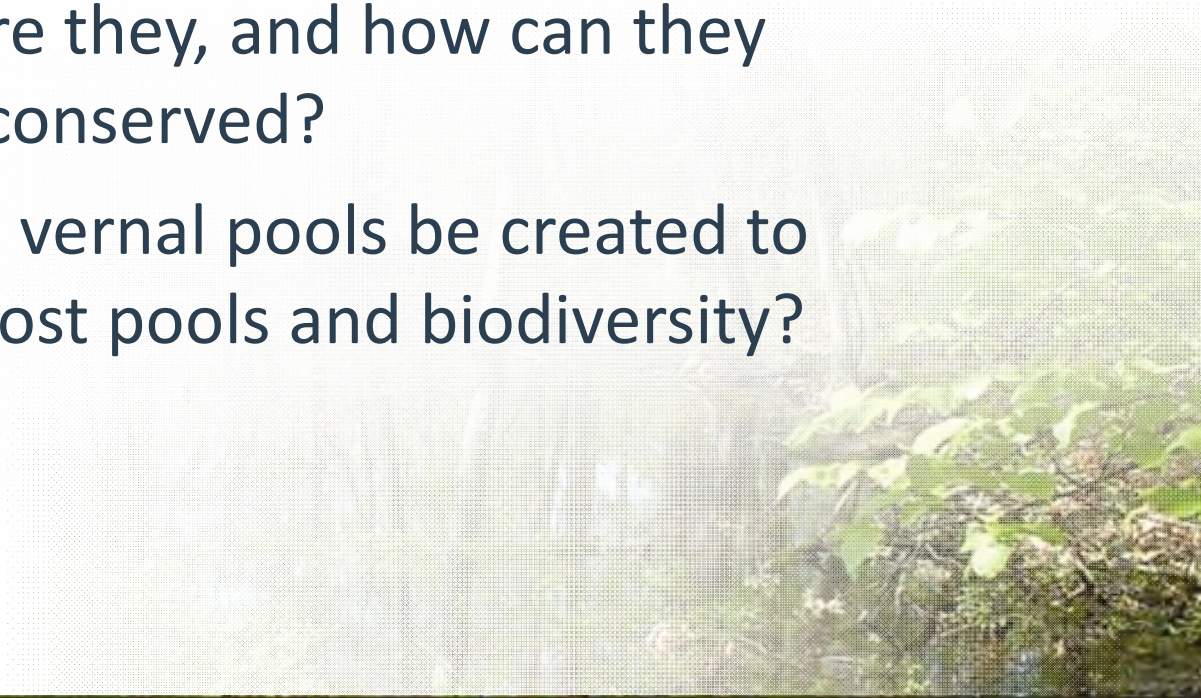 re they, and how can they
conserved?
vernal pools be created to
ost pools and biodiversity?